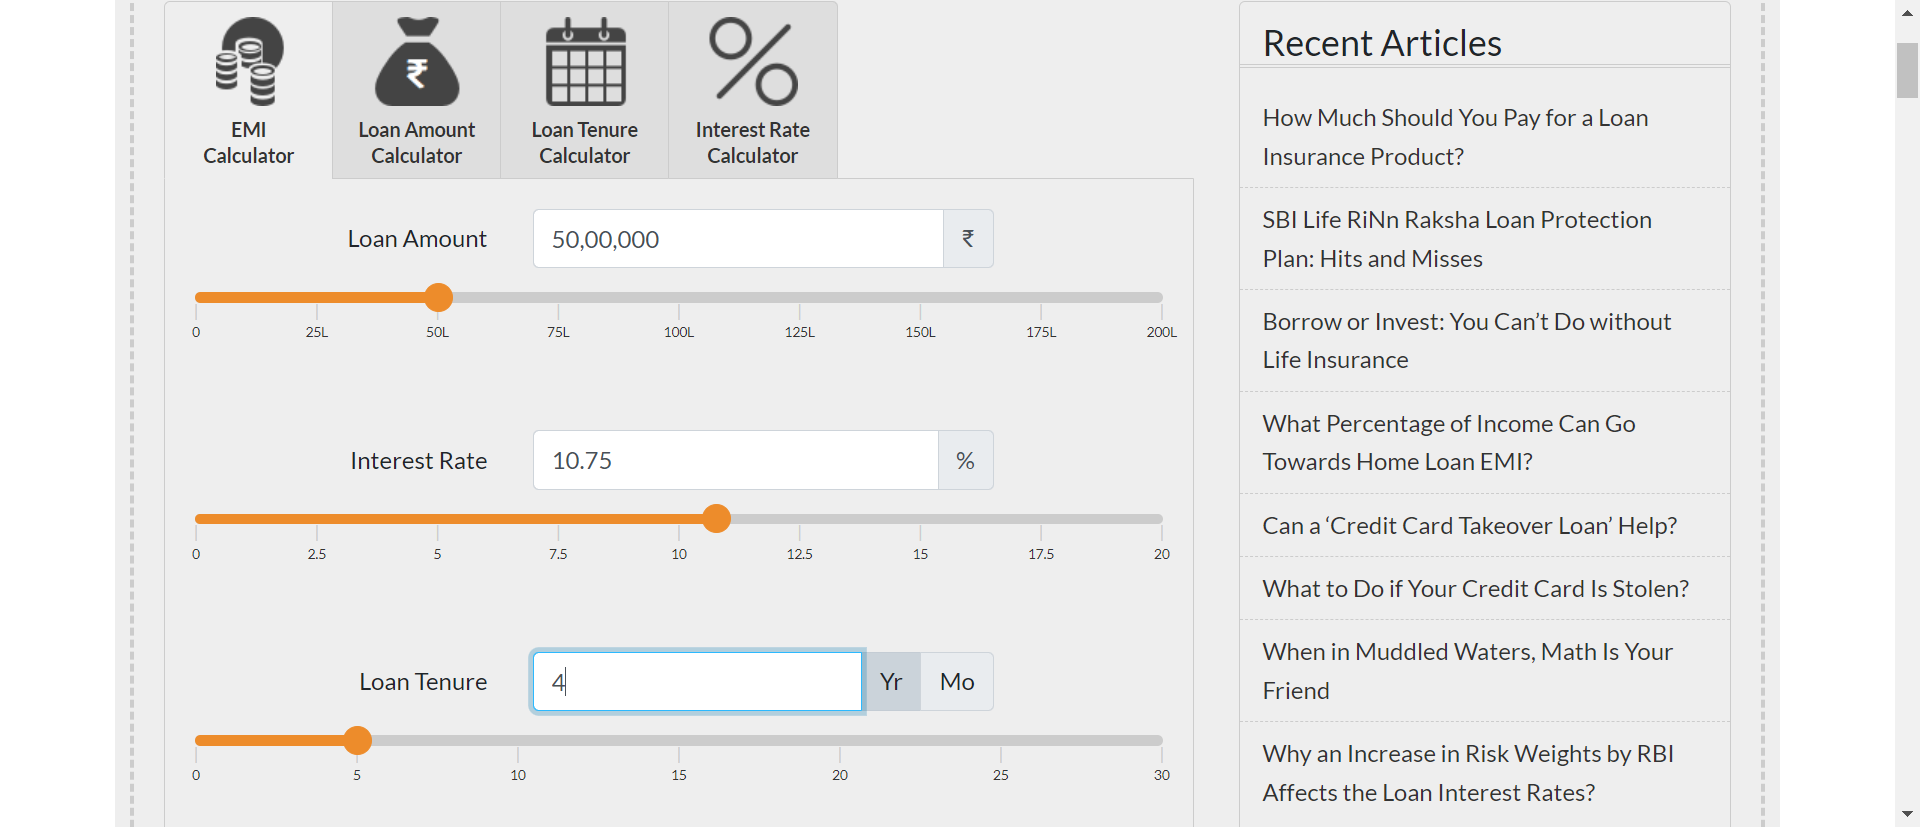 EMI
Calculator
Loan Amount
Calculator
Loan Tenure
Calculator
Interest Rate
Calculator
Loan Amount
50,00,000
₹
0
25L
50L
75L
100L
125L
150L
175L
200L
Interest Rate
10.75
%
0
2.5
5
7.5
10
12.5
15
17.5
20
Loan Tenure
4
Yr
Mo
0
5
10
15
20
25
30
Recent Articles
How Much Should You Pay for a Loan
Insurance Product?
SBI Life RiNn Raksha Loan Protection
Plan: Hits and Misses
Borrow or Invest: You Can’t Do without
Life Insurance
What Percentage of Income Can Go
Towards Home Loan EMI?
Can a ‘Credit Card Takeover Loan’ Help?
What to Do if Your Credit Card Is Stolen?
When in Muddled Waters, Math Is Your
Friend
Why an Increase in Risk Weights by RBI
Affects the Loan Interest Rates?